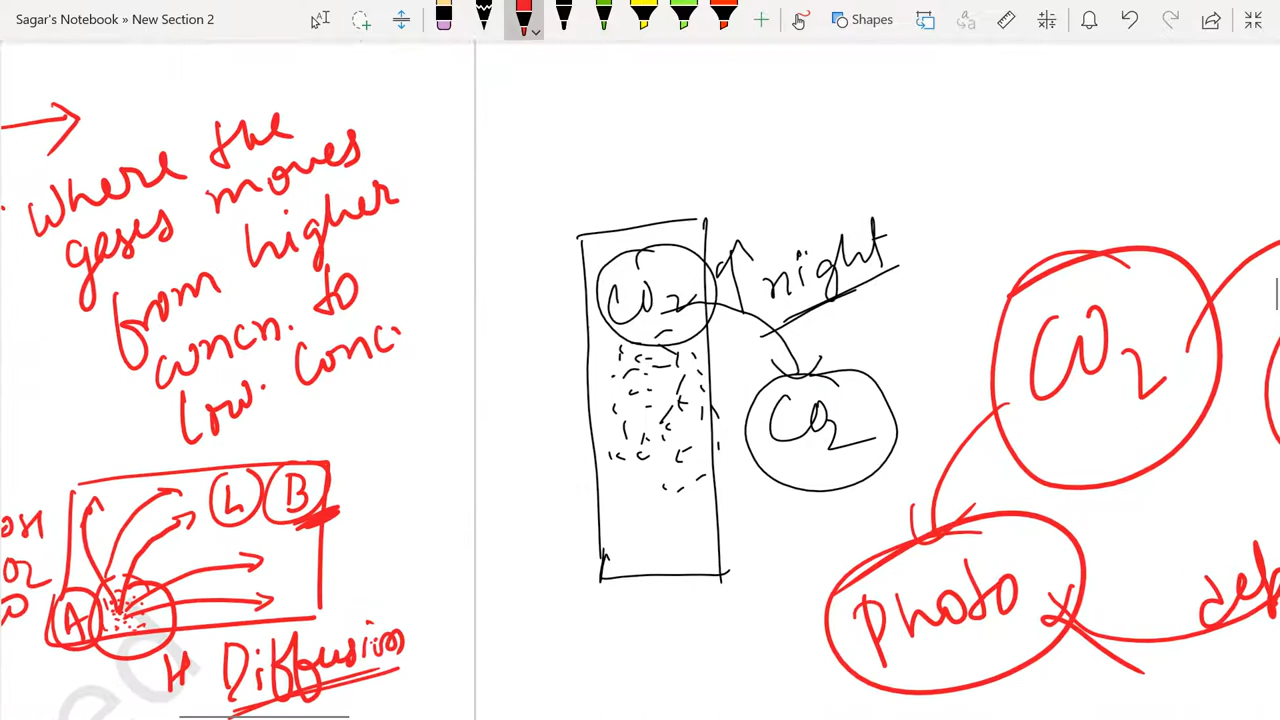 Sagar's Notebook » New Section 2
Shapes
where the
geses moves
from higher
concn. to
low. conc.
CO2
night
CO2
CO2
Photo
L B
A
H Diffusion